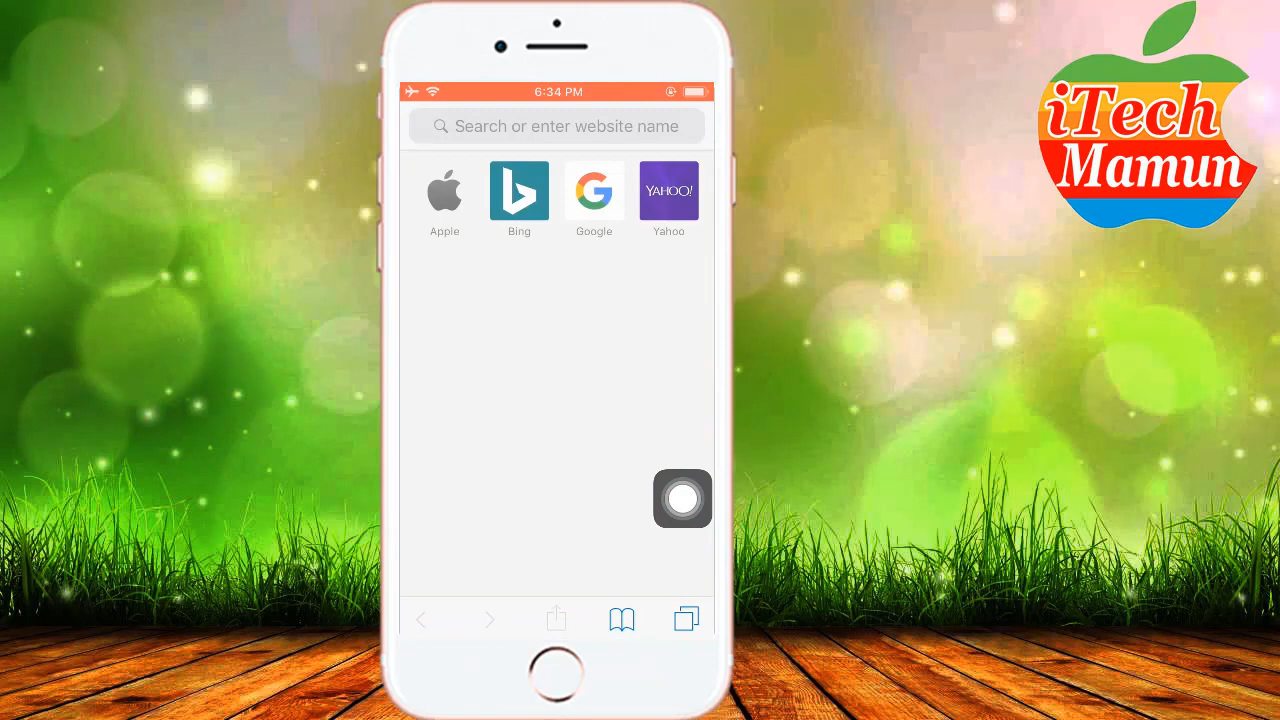 6:34 PM
Search or enter website name
YAHOO!
Apple
Bing
Google
Yahoo
iTech
Mamun